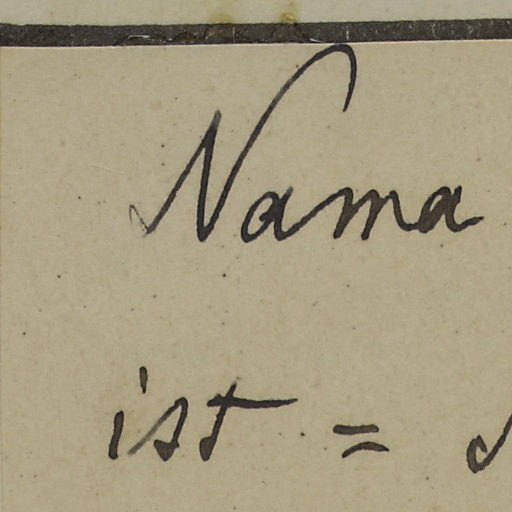 Nama
ist =